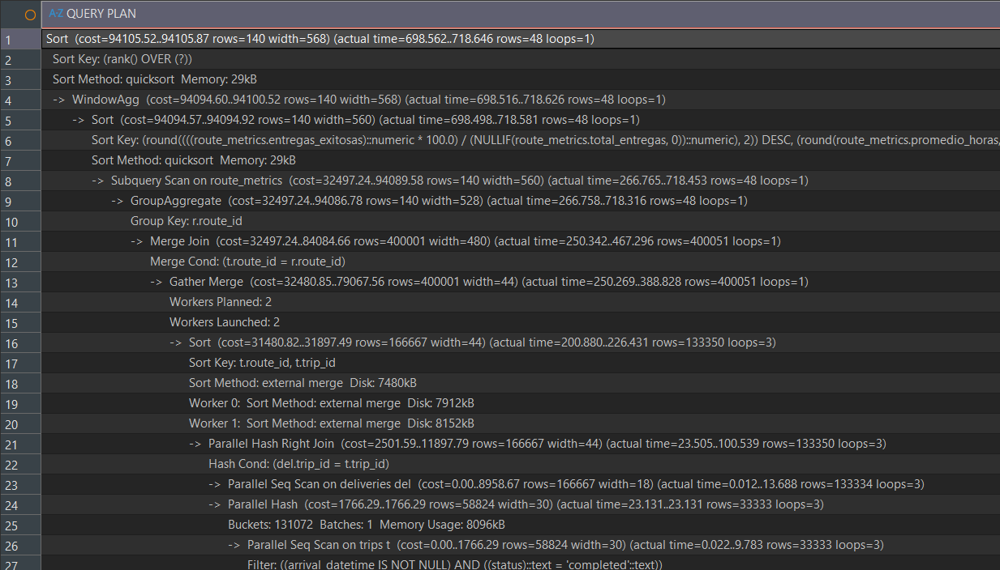 A-Z QUERY PLAN
1 Sort (cost=94105.52..94105.87 rows=140 width=568) (actual time=698.562..718.646 rows=48 loops=1)
2 Sort Key: (rank() OVER (?))
3 Sort Method: quicksort Memory: 29kB
4 -> WindowAgg (cost=94094.60..94100.52 rows=140 width=568) (actual time=698.516..718.626 rows=48 loops=1)
5 -> Sort (cost=94094.57..94094.92 rows=140 width=560) (actual time=698.498..718.581 rows=48 loops=1)
6 Sort Key: (round((((route_metrics.entregas_exitosas)::numeric * 100.0) / (NULLIF(route_metrics.total_entregas, 0))::numeric), 2)) DESC, (round(route_metrics.promedio_horas,
7 Sort Method: quicksort Memory: 29kB
8 -> Subquery Scan on route_metrics (cost=32497.24..94089.58 rows=140 width=560) (actual time=266.765..718.453 rows=48 loops=1)
9 -> GroupAggregate (cost=32497.24..94086.78 rows=140 width=528) (actual time=266.758..718.316 rows=48 loops=1)
10 Group Key: r.route_id
11 -> Merge Join (cost=32497.24..84084.66 rows=400001 width=480) (actual time=250.342..467.296 rows=400051 loops=1)
12 Merge Cond: (t.route_id = r.route_id)
13 -> Gather Merge (cost=32480.85..79067.56 rows=400001 width=44) (actual time=250.269..388.828 rows=400051 loops=1)
14 Workers Planned: 2
15 Workers Launched: 2
16 -> Sort (cost=31480.82..31897.49 rows=166667 width=44) (actual time=200.880..226.431 rows=133350 loops=3)
17 Sort Key: t.route_id, t.trip_id
18 Sort Method: external merge Disk: 7480kB
19 Worker 0: Sort Method: external merge Disk: 7912kB
20 Worker 1: Sort Method: external merge Disk: 8152kB
21 -> Parallel Hash Right Join (cost=2501.59..11897.79 rows=166667 width=44) (actual time=23.505..100.539 rows=133350 loops=3)
22 Hash Cond: (del.trip_id = t.trip_id)
23 -> Parallel Seq Scan on deliveries del (cost=0.00..8958.67 rows=166667 width=18) (actual time=0.012..13.688 rows=133334 loops=3)
24 -> Parallel Hash (cost=1766.29..1766.29 rows=58824 width=30) (actual time=23.131..23.131 rows=33333 loops=3)
25 Buckets: 131072 Batches: 1 Memory Usage: 8096kB
26 -> Parallel Seq Scan on trips t (cost=0.00..1766.29 rows=58824 width=30) (actual time=0.022..9.783 rows=33333 loops=3)
27 Filter: ((arrival_datetime IS NOT NULL) AND ((status)::text = 'completed'::text))